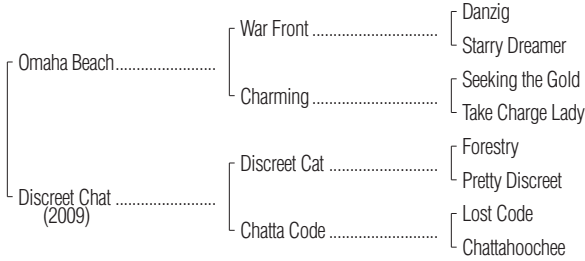 Danzig
War Front
Starry Dreamer
Omaha Beach
Seeking the Gold
Charming
Take Charge Lady
Forestry
Discreet Cat
Pretty Discreet
Discreet Chat
(2009)
Lost Code
Chatta Code
Chattahoochee